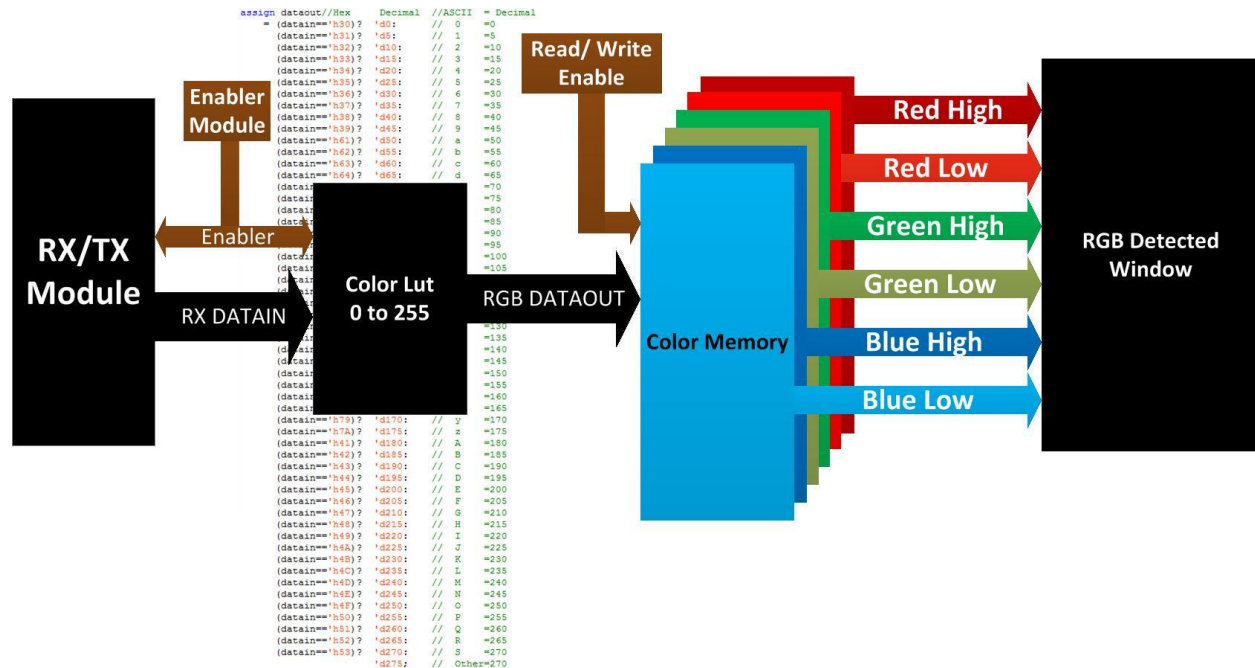 assign dataout//Hex Decimal //ASCII = Decimal
= (datain=='h30)? 'd0: // 0 =0
(datain=='h31)? 'd5: // 1 =5
(datain=='h32)? 'd10: // 2 =10
(datain=='h33)? 'd15: // 3 =15
(datain=='h34)? 'd20: // 4 =20
(datain=='h35)? 'd25: // 5 =25
(datain=='h36)? 'd30: // 6 =30
(datain=='h37)? 'd35: // 7 =35
(datain=='h38)? 'd40: // 8 =40
(datain=='h39)? 'd45: // 9 =45
(datain=='h61)? 'd50: // a =50
(datain=='h62)? 'd55: // b =55
(datain=='h63)? 'd60: // c =60
(datain=='h64)? 'd65: // d =65
(datain =70
(datain =75
(datain =80
(datain =85
=90
=95
=100
=105
=130
=135
(datain =140
(datain =145
(datain =150
(datain =155
(datain =160
(datain =165
(datain=='h79)? 'd170: // y =170
(datain=='h7A)? 'd175: // z =175
(datain=='h41)? 'd180: // A =180
(datain=='h42)? 'd185: // B =185
(datain=='h43)? 'd190: // C =190
(datain=='h44)? 'd195: // D =195
(datain=='h45)? 'd200: // E =200
(datain=='h46)? 'd205: // F =205
(datain=='h47)? 'd210: // G =210
(datain=='h48)? 'd215: // H =215
(datain=='h49)? 'd220: // I =220
(datain=='h4A)? 'd225: // J =225
(datain=='h4B)? 'd230: // K =230
(datain=='h4C)? 'd235: // L =235
(datain=='h4D)? 'd240: // M =240
(datain=='h4E)? 'd245: // N =245
(datain=='h4F)? 'd250: // O =250
(datain=='h50)? 'd255: // P =255
(datain=='h51)? 'd260: // Q =260
(datain=='h52)? 'd265: // R =265
(datain=='h53)? 'd270: // S =270
'd275; // Other=270
Enabler
Module
RX/TX
Module
Enabler
RX DATAIN
Color Lut
0 to 255
RGB DATAOUT
Read/ Write
Enable
Color Memory
Red High
Red Low
Green High
Green Low
Blue High
Blue Low
RGB Detected
Window